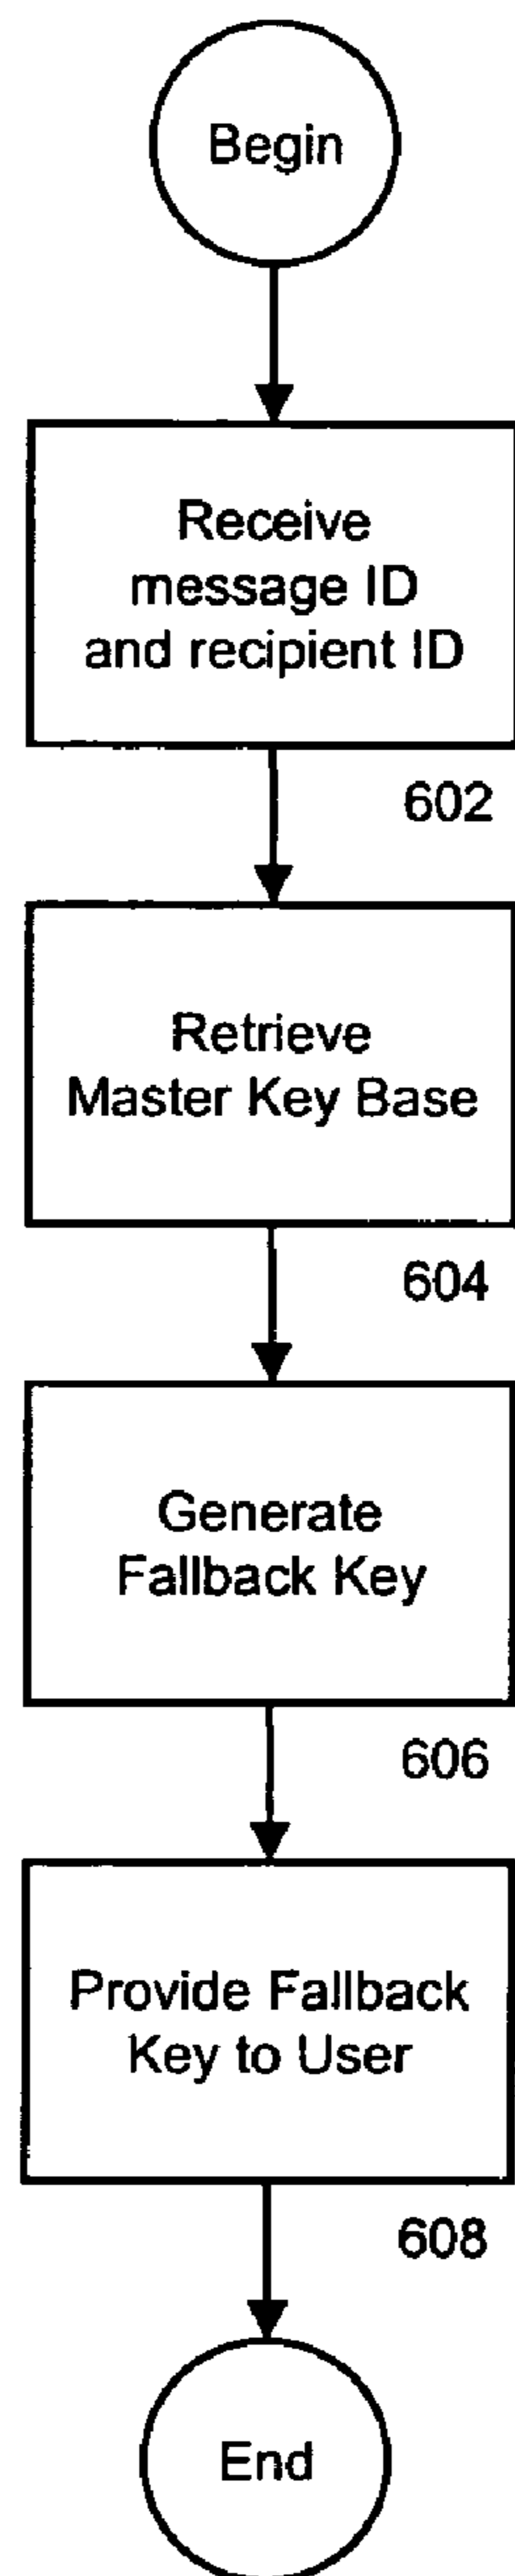 Begin
Receive
message ID
and recipient ID
602
Retrieve
Master Key Base
604
Generate
Fallback Key
606
Provide Fallback
Key to User
608
End